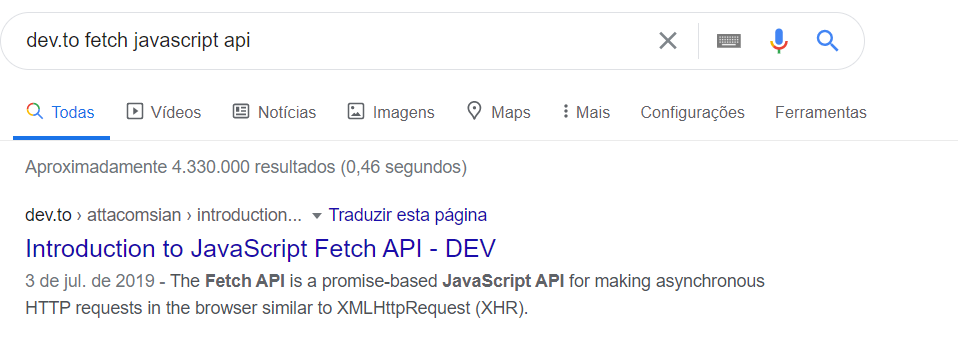 dev.to fetch javascript api
Todas Vídeos Notícias Imagens Maps Mais Configurações Ferramentas
Aproximadamente 4.330.000 resultados (0,46 segundos)
dev.to › attacomsian › introduction... Traduzir esta página
Introduction to JavaScript Fetch API - DEV
3 de jul. de 2019 - The Fetch API is a promise-based JavaScript API for making asynchronous
HTTP requests in the browser similar to XMLHttpRequest (XHR).